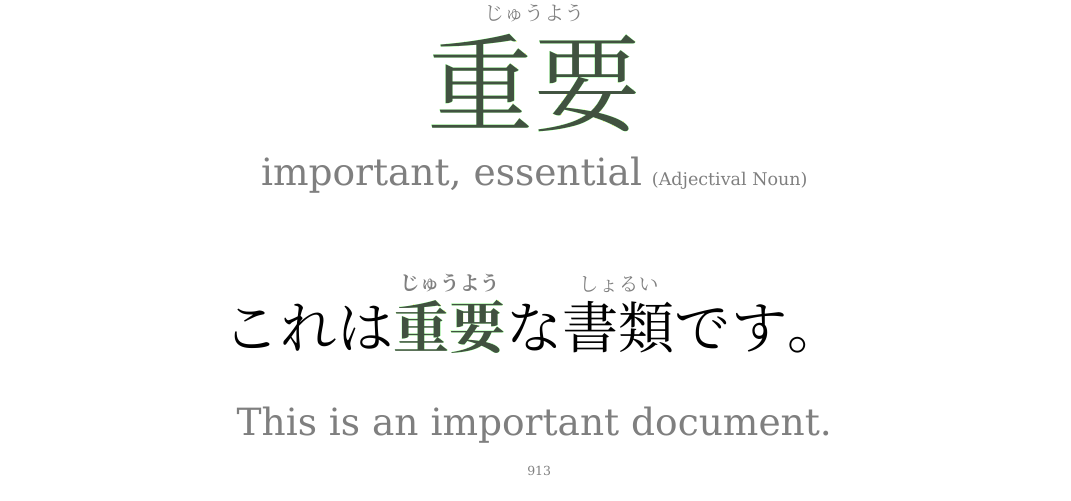 じゅうよう
重要
important, essential (Adjectival Noun)
じゅうよう しょるい
これは重要な書類です。
This is an important document.
913